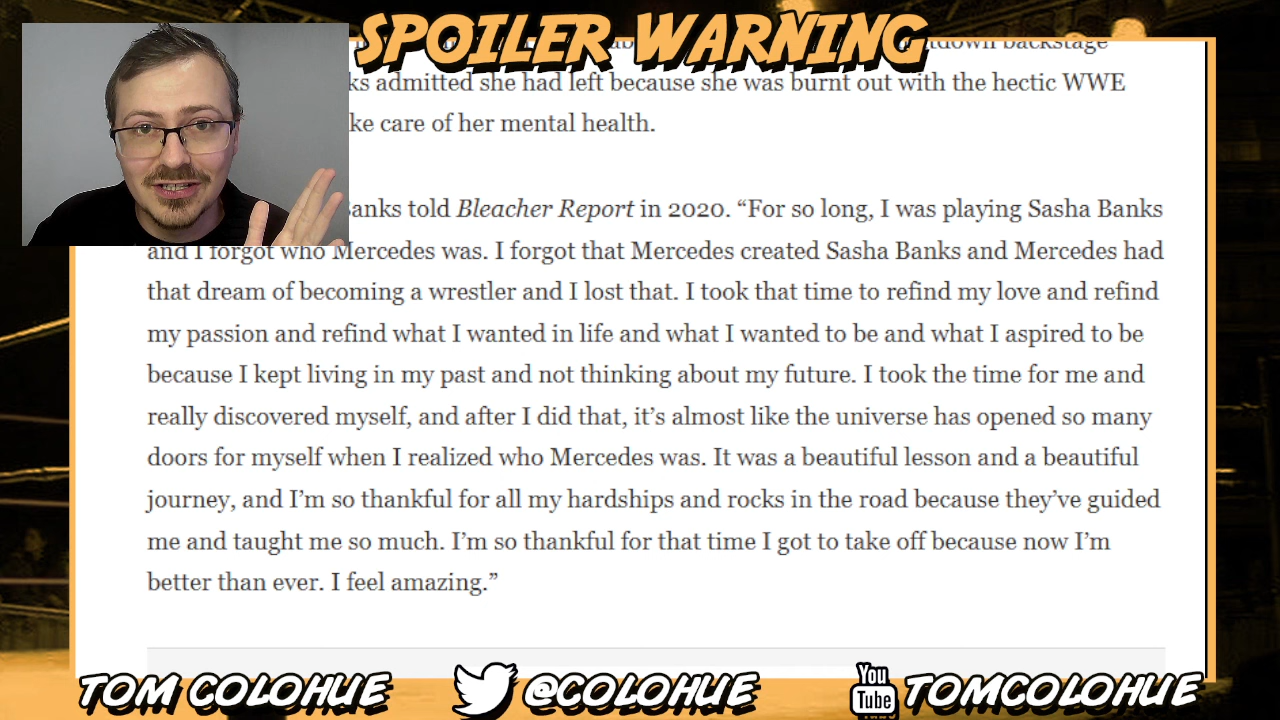 SPOILER WARNING
backstage
ks admitted she had left because she was burnt out with the hectic WWE
ke care of her mental health.
Banks told Bleacher Report in 2020. “For so long, I was playing Sasha Banks
and I forgot who Mercedes was. I forgot that Mercedes created Sasha Banks and Mercedes had
that dream of becoming a wrestler and I lost that. I took that time to refind my love and refind
my passion and refind what I wanted in life and what I wanted to be and what I aspired to be
because I kept living in my past and not thinking about my future. I took the time for me and
really discovered myself, and after I did that, it’s almost like the universe has opened so many
doors for myself when I realized who Mercedes was. It was a beautiful lesson and a beautiful
journey, and I’m so thankful for all my hardships and rocks in the road because they’ve guided
me and taught me so much. I’m so thankful for that time I got to take off because now I’m
better than ever. I feel amazing.”
TOM COLOHUE @COLOHUE You Tube TOMCOLOHUE